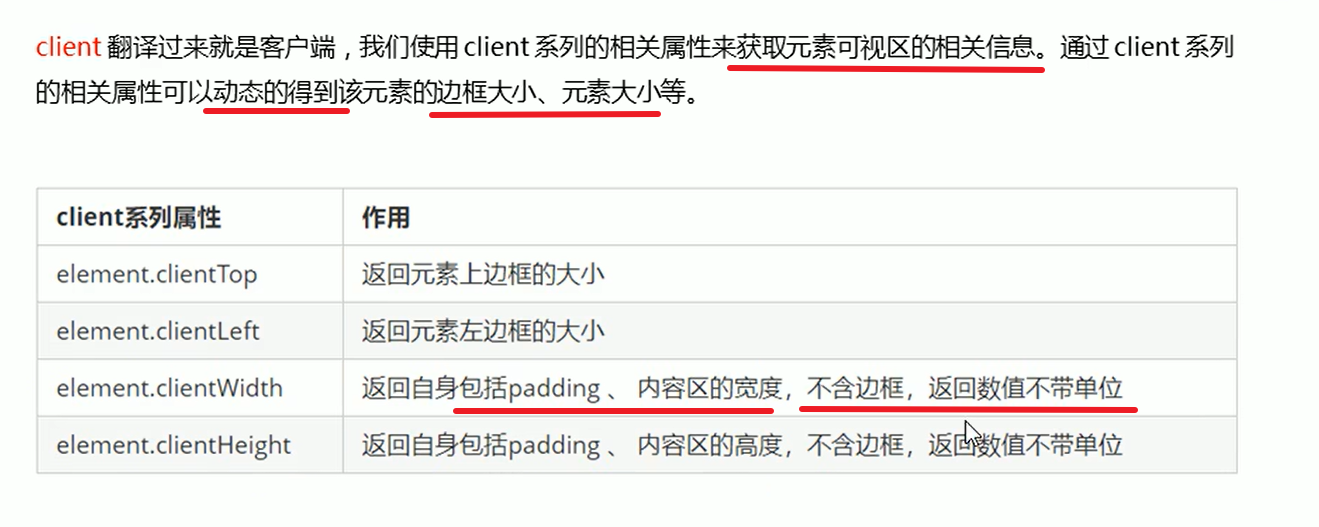 client 翻译过来就是客户端，我们使用 client 系列的相关属性来获取元素可视区的相关信息。通过 client 系列
的相关属性可以动态的得到该元素的边框大小、元素大小等。
client系列属性 作用
element.clientTop 返回元素上边框的大小
element.clientLeft 返回元素左边框的大小
element.clientWidth 返回自身包括padding 、 内容区的宽度，不含边框，返回数值不带单位
element.clientHeight 返回自身包括padding 、 内容区的高度，不含边框，返回数值不带单位